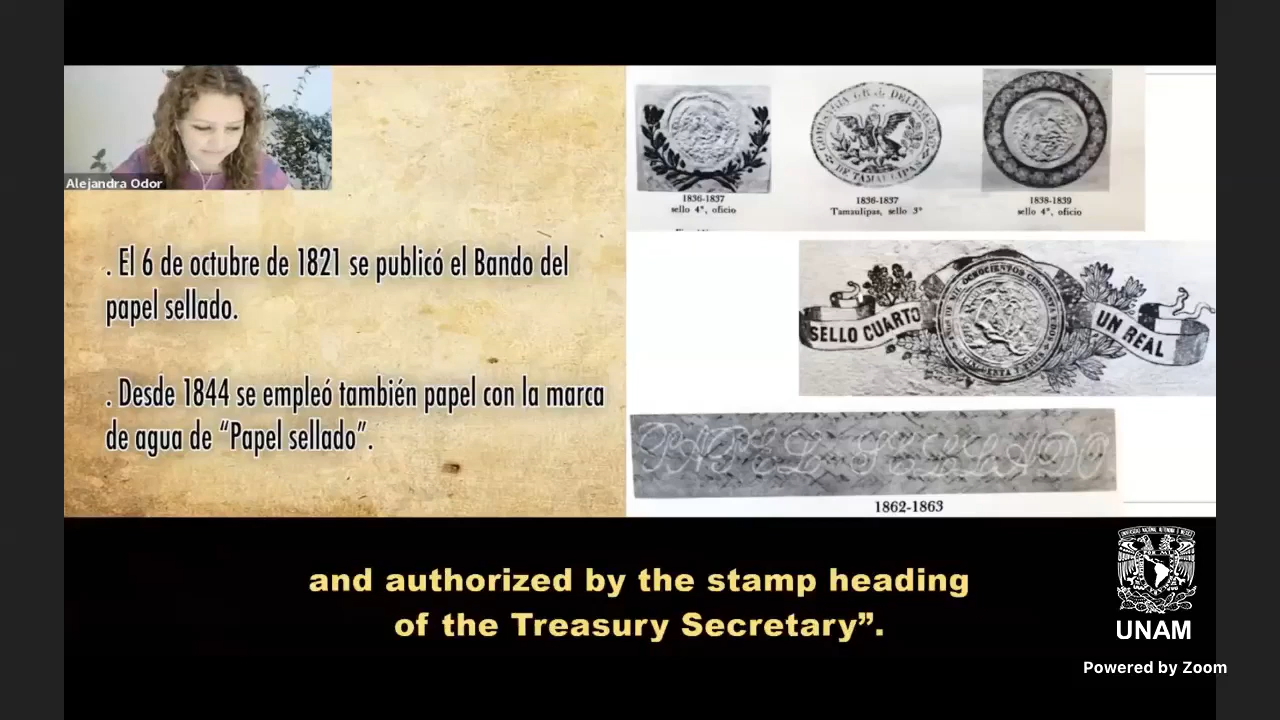 Alejandra Odor
. El 6 de octubre de 1821 se publicó el Bando del
papel sellado.
. Desde 1844 se empleó también papel con la marca
de agua de “Papel sellado”.
1836-1837
sello 4°, oficio
1836-1837
Tamaulipas, sello 3°
1838-1839
sello 4°, oficio
SELLO CUARTO
UN REAL
PAPEL SELLADO
1862-1863
and authorized by the stamp heading
of the Treasury Secretary”.
UNAM
Powered by Zoom